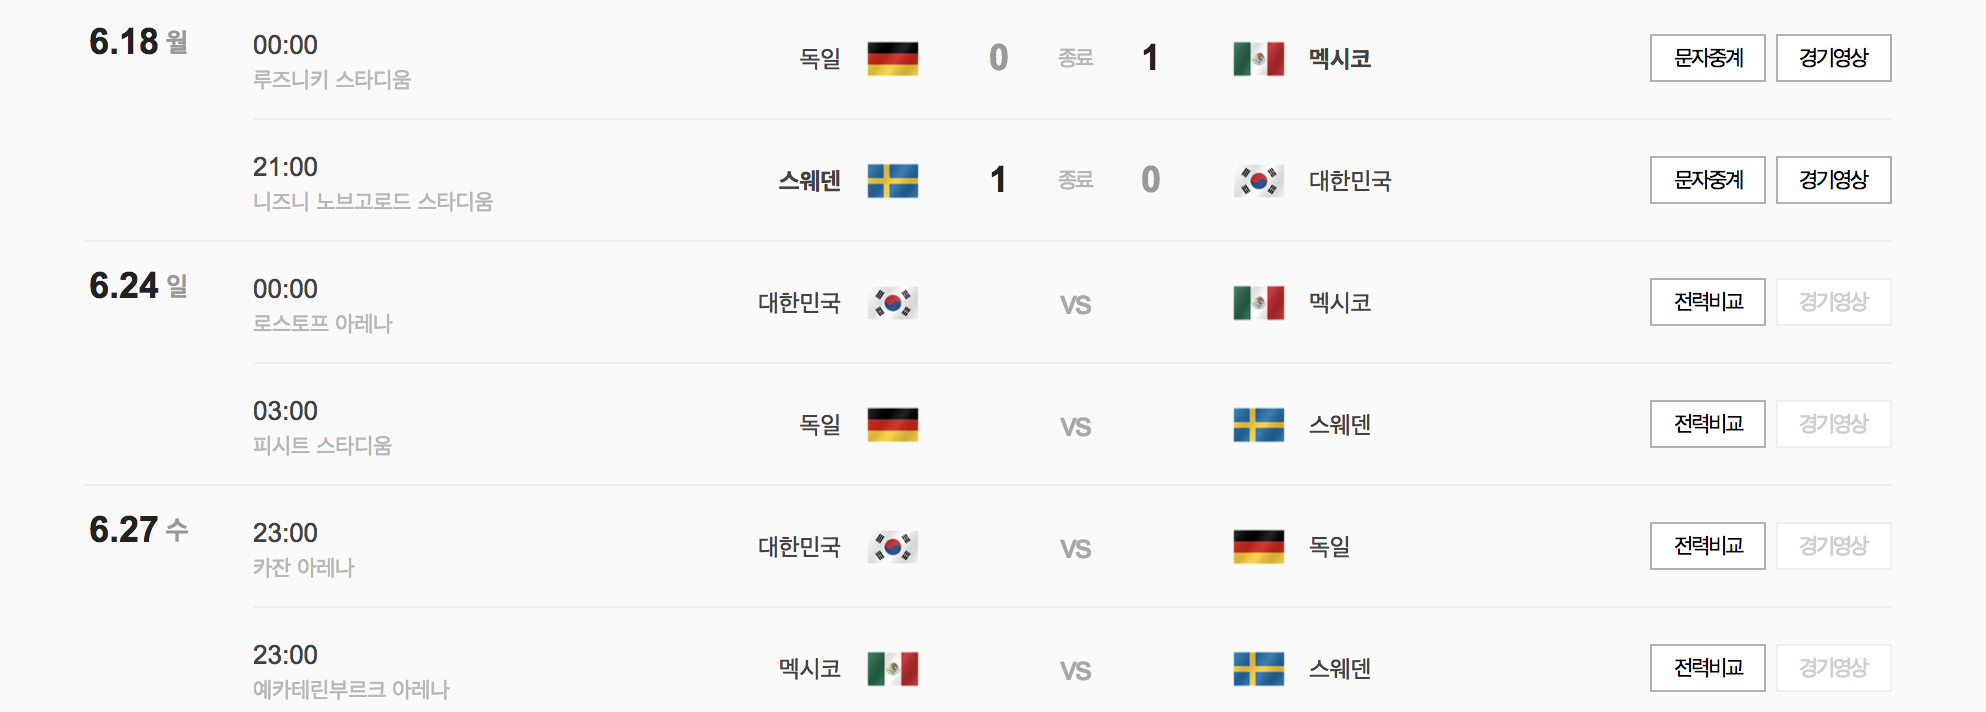 6.18 월
00:00
루즈니키 스타디움
독일 0 종료 1 멕시코 문자중계 경기영상
21:00
니즈니 노브고로드 스타디움
스웨덴 1 종료 0 대한민국 문자중계 경기영상
6.24 일
00:00
로스토프 아레나
대한민국 VS 멕시코 전력비교 경기영상
03:00
피시트 스타디움
독일 VS 스웨덴 전력비교 경기영상
6.27 수
23:00
카잔 아레나
대한민국 VS 독일 전력비교 경기영상
23:00
예카테린부르크 아레나
멕시코 VS 스웨덴 전력비교 경기영상